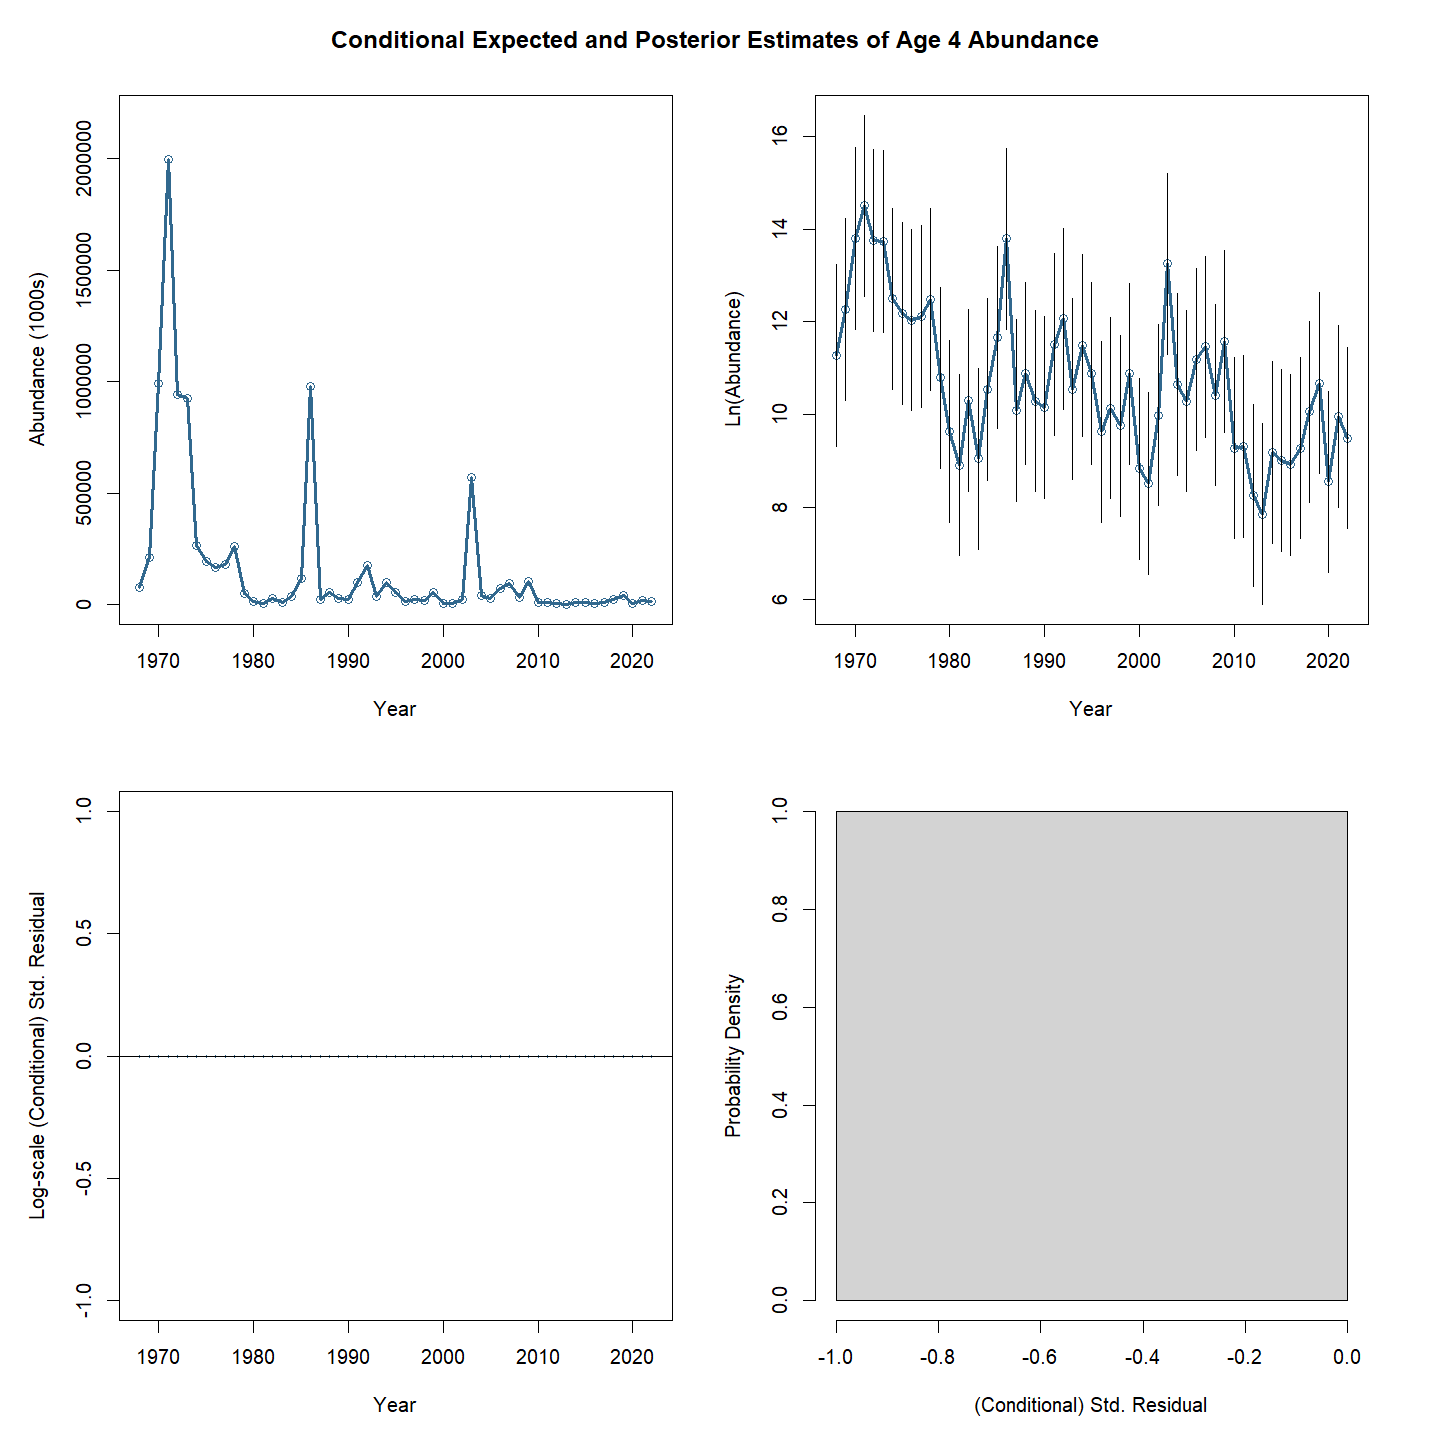 Conditional Expected and Posterior Estimates of Age 4 Abundance
Abundance (1000s)
2000000
1500000
1000000
500000
0
1970 1980 1990 2000 2010 2020
Year
Ln(Abundance)
16
14
12
10
8
6
1970 1980 1990 2000 2010 2020
Year
Log-scale (Conditional) Std. Residual
1.0
0.5
0.0
-0.5
-1.0
1970 1980 1990 2000 2010 2020
Year
Probability Density
1.0
0.8
0.6
0.4
0.2
0.0
-1.0 -0.8 -0.6 -0.4 -0.2 0.0
(Conditional) Std. Residual